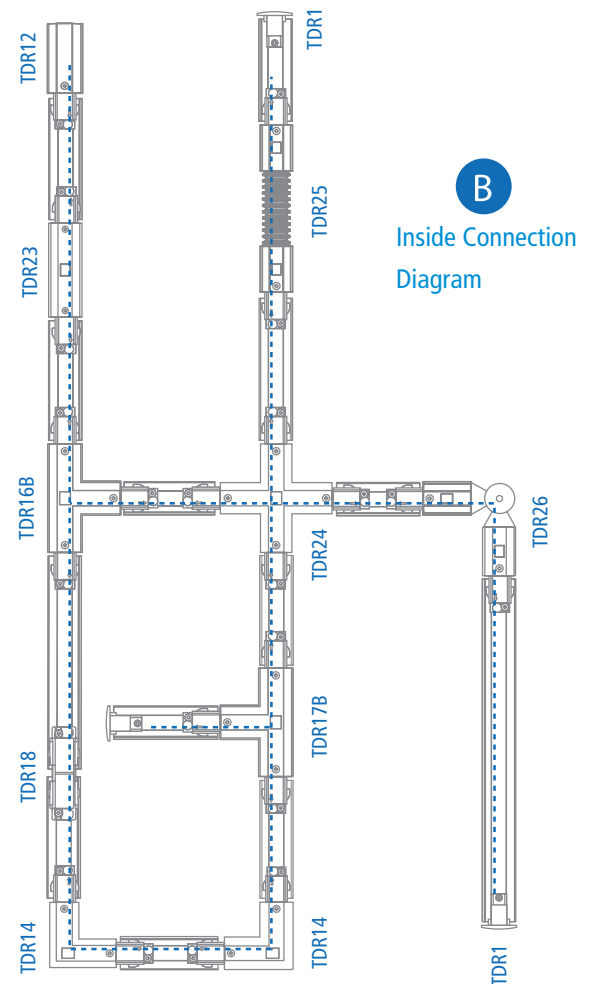 TDR12
TDR1
TDR25
B
Inside Connection
Diagram
TDR23
TDR16B
TDR24
TDR26
TDR17B
TDR18
TDR14
TDR14
TDR1